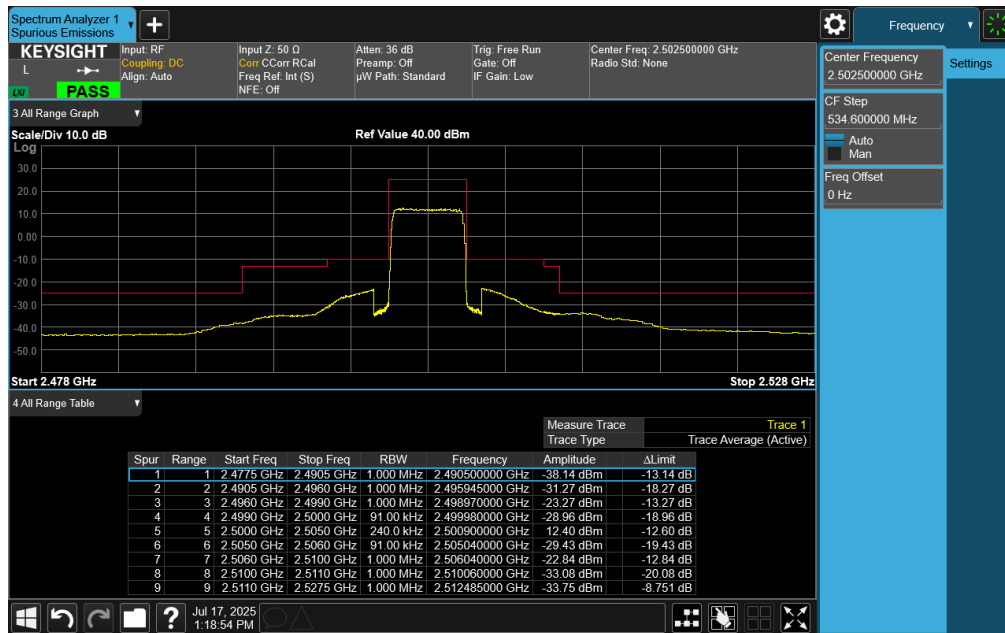 Spectrum Analyzer 1
Spurious Emissions
Frequency
KEYSIGHT
L
LXI
PASS
Input: RF
Coupling: DC
Align: Auto
Input Z: 50 Ω
Corr CCorr RCal
Freq Ref: Int (S)
NFE: Off
Atten: 36 dB
Preamp: Off
µW Path: Standard
Trig: Free Run
Gate: Off
IF Gain: Low
Center Freq: 2.502500000 GHz
Radio Std: None
Center Frequency
2.502500000 GHz
Settings
CF Step
534.600000 MHz
Auto
Man
Freq Offset
0 Hz
3 All Range Graph
Scale/Div 10.0 dB
Ref Value 40.00 dBm
Log
30.0
20.0
10.0
0.00
-10.0
-20.0
-30.0
-40.0
-50.0
Start 2.478 GHz
Stop 2.528 GHz
4 All Range Table
Measure Trace Trace 1
Trace Type Trace Average (Active)
Spur Range Start Freq Stop Freq RBW Frequency Amplitude ΔLimit
1 1 2.4775 GHz 2.4905 GHz 1.000 MHz 2.490500000 GHz -38.14 dBm -13.14 dB
2 2 2.4905 GHz 2.4960 GHz 1.000 MHz 2.495945000 GHz -31.27 dBm -18.27 dB
3 3 2.4960 GHz 2.4990 GHz 1.000 MHz 2.498970000 GHz -23.27 dBm -13.27 dB
4 4 2.4990 GHz 2.5000 GHz 91.00 kHz 2.499980000 GHz -28.96 dBm -18.96 dB
5 5 2.5000 GHz 2.5050 GHz 240.0 kHz 2.500900000 GHz 12.40 dBm -12.60 dB
6 6 2.5050 GHz 2.5060 GHz 91.00 kHz 2.505040000 GHz -29.43 dBm -19.43 dB
7 7 2.5060 GHz 2.5100 GHz 1.000 MHz 2.506040000 GHz -22.84 dBm -12.84 dB
8 8 2.5100 GHz 2.5110 GHz 1.000 MHz 2.510060000 GHz -33.08 dBm -20.08 dB
9 9 2.5110 GHz 2.5275 GHz 1.000 MHz 2.512485000 GHz -33.75 dBm -8.751 dB
?
Jul 17, 2025
1:18:54 PM